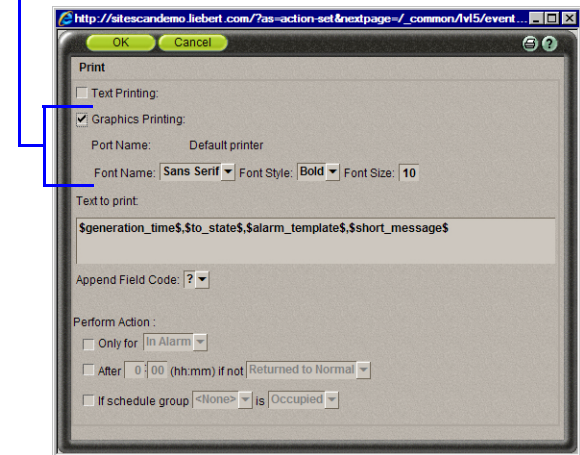 http://sitescandemo.liebert.com/?as=action-set&nextpage=/_common/lvl5/event...
OK Cancel ?
Print
Text Printing:
Graphics Printing:
Port Name: Default printer
Font Name: Sans Serif Font Style: Bold Font Size: 10
Text to print:
$generation_time$,$to_state$,$alarm_template$,$short_message$
Append Field Code: ?
Perform Action :
Only for In Alarm
After 0:00 (hh:mm) if not Returned to Normal
If schedule group <None> is Occupied